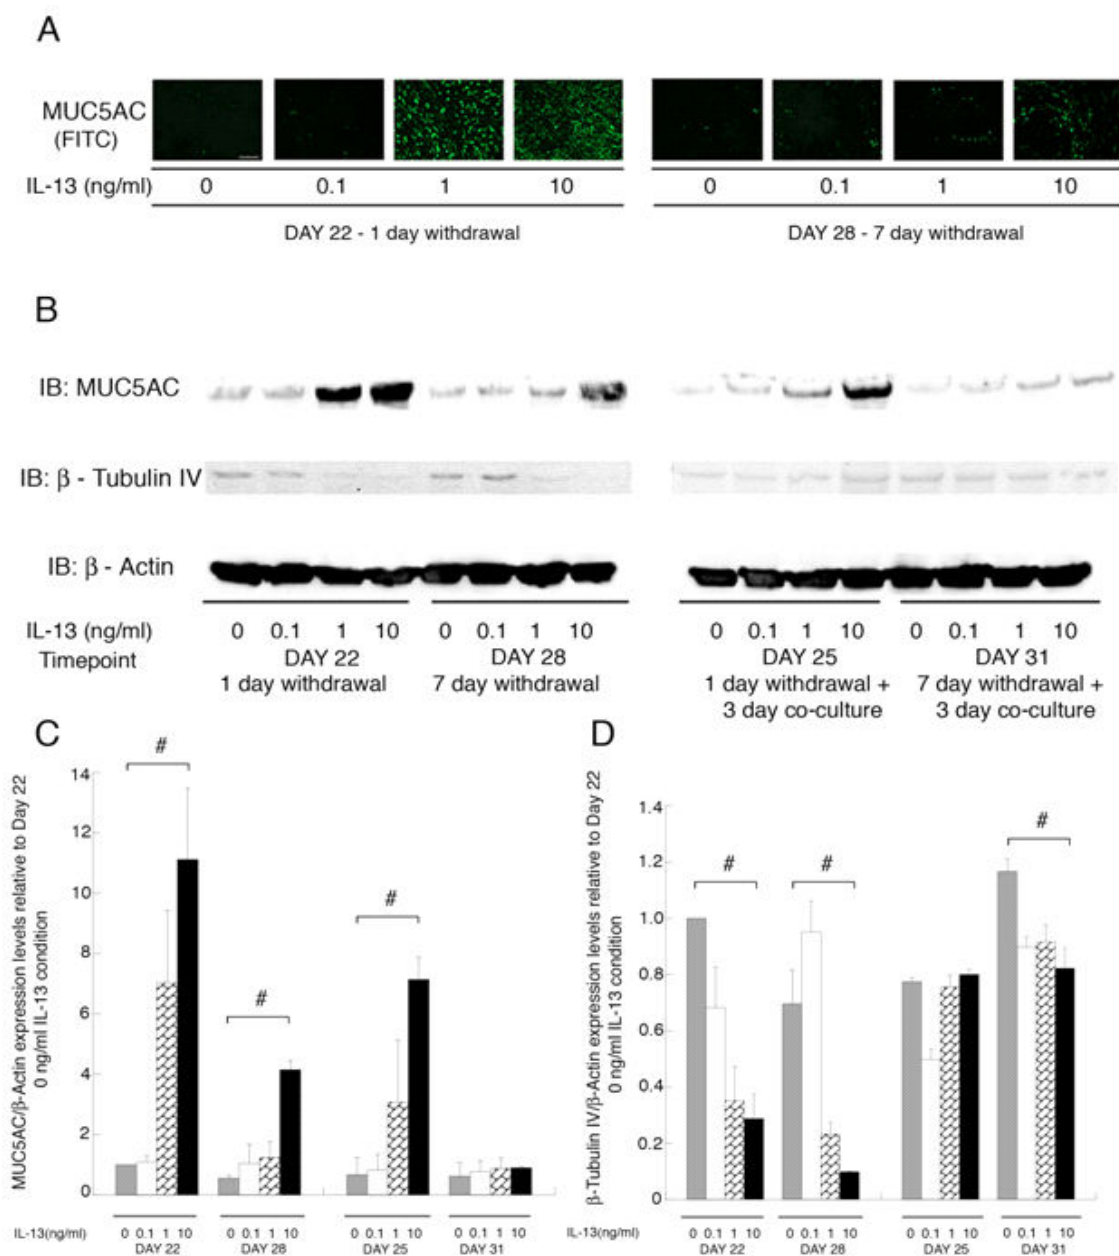 A
MUC5AC
(FITC)
IL-13 (ng/ml) 0 0.1 1 10 0 0.1 1 10
DAY 22 - 1 day withdrawal DAY 28 - 7 day withdrawal
B
IB: MUC5AC
IB: β - Tubulin IV
IB: β - Actin
IL-13 (ng/ml) 0 0.1 1 10 0 0.1 1 10 0 0.1 1 10 0 0.1 1 10
Timepoint DAY 22 DAY 28 DAY 25 DAY 31
1 day withdrawal 7 day withdrawal 1 day withdrawal + 7 day withdrawal +
3 day co-culture 3 day co-culture
C
MUC5AC/β-Actin expression levels relative to Day 22
0 ng/ml IL-13 condition
14
12
10
8
6
4
2
0
# # #
IL-13(ng/ml) 0 0.1 1 10 0 0.1 1 10 0 0.1 1 10 0 0.1 1 10
DAY 22 DAY 28 DAY 25 DAY 31
D
β-Tubulin IV/β-Actin expression levels relative to Day 22
0 ng/ml IL-13 condition
1.4
1.2
1.0
0.8
0.6
0.4
0.2
0
# # #
IL-13(ng/ml) 0 0.1 1 10 0 0.1 1 10 0 0.1 1 10 0 0.1 1 10
DAY 22 DAY 28 DAY 25 DAY 31